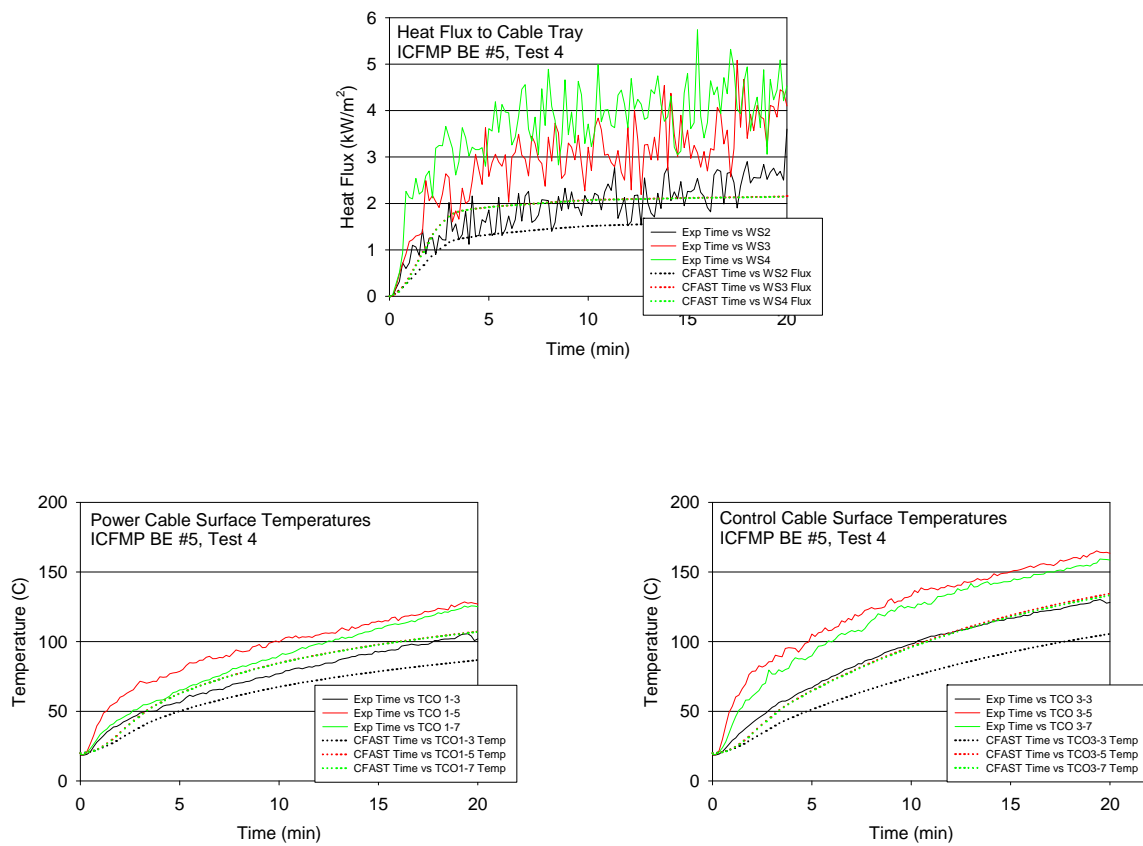 Heat Flux to Cable Tray
ICFMP BE #5, Test 4
Heat Flux (kW/m²)
6
5
4
3
2
1
0
Exp Time vs WS2
Exp Time vs WS3
Exp Time vs WS4
CFAST Time vs WS2 Flux
CFAST Time vs WS3 Flux
CFAST Time vs WS4 Flux
0 5 10 15 20
Time (min)
Power Cable Surface Temperatures
ICFMP BE #5, Test 4
Temperature (C)
200
150
100
50
0
Exp Time vs TCO 1-3
Exp Time vs TCO 1-5
Exp Time vs TCO 1-7
CFAST Time vs TCO1-3 Temp
CFAST Time vs TCO1-5 Temp
CFAST Time vs TCO1-7 Temp
0 5 10 15 20
Time (min)
Control Cable Surface Temperatures
ICFMP BE #5, Test 4
Temperature (C)
200
150
100
50
0
Exp Time vs TCO 3-3
Exp Time vs TCO 3-5
Exp Time vs TCO 3-7
CFAST Time vs TCO3-3 Temp
CFAST Time vs TCO3-5 Temp
CFAST Time vs TCO3-7 Temp
0 5 10 15 20
Time (min)